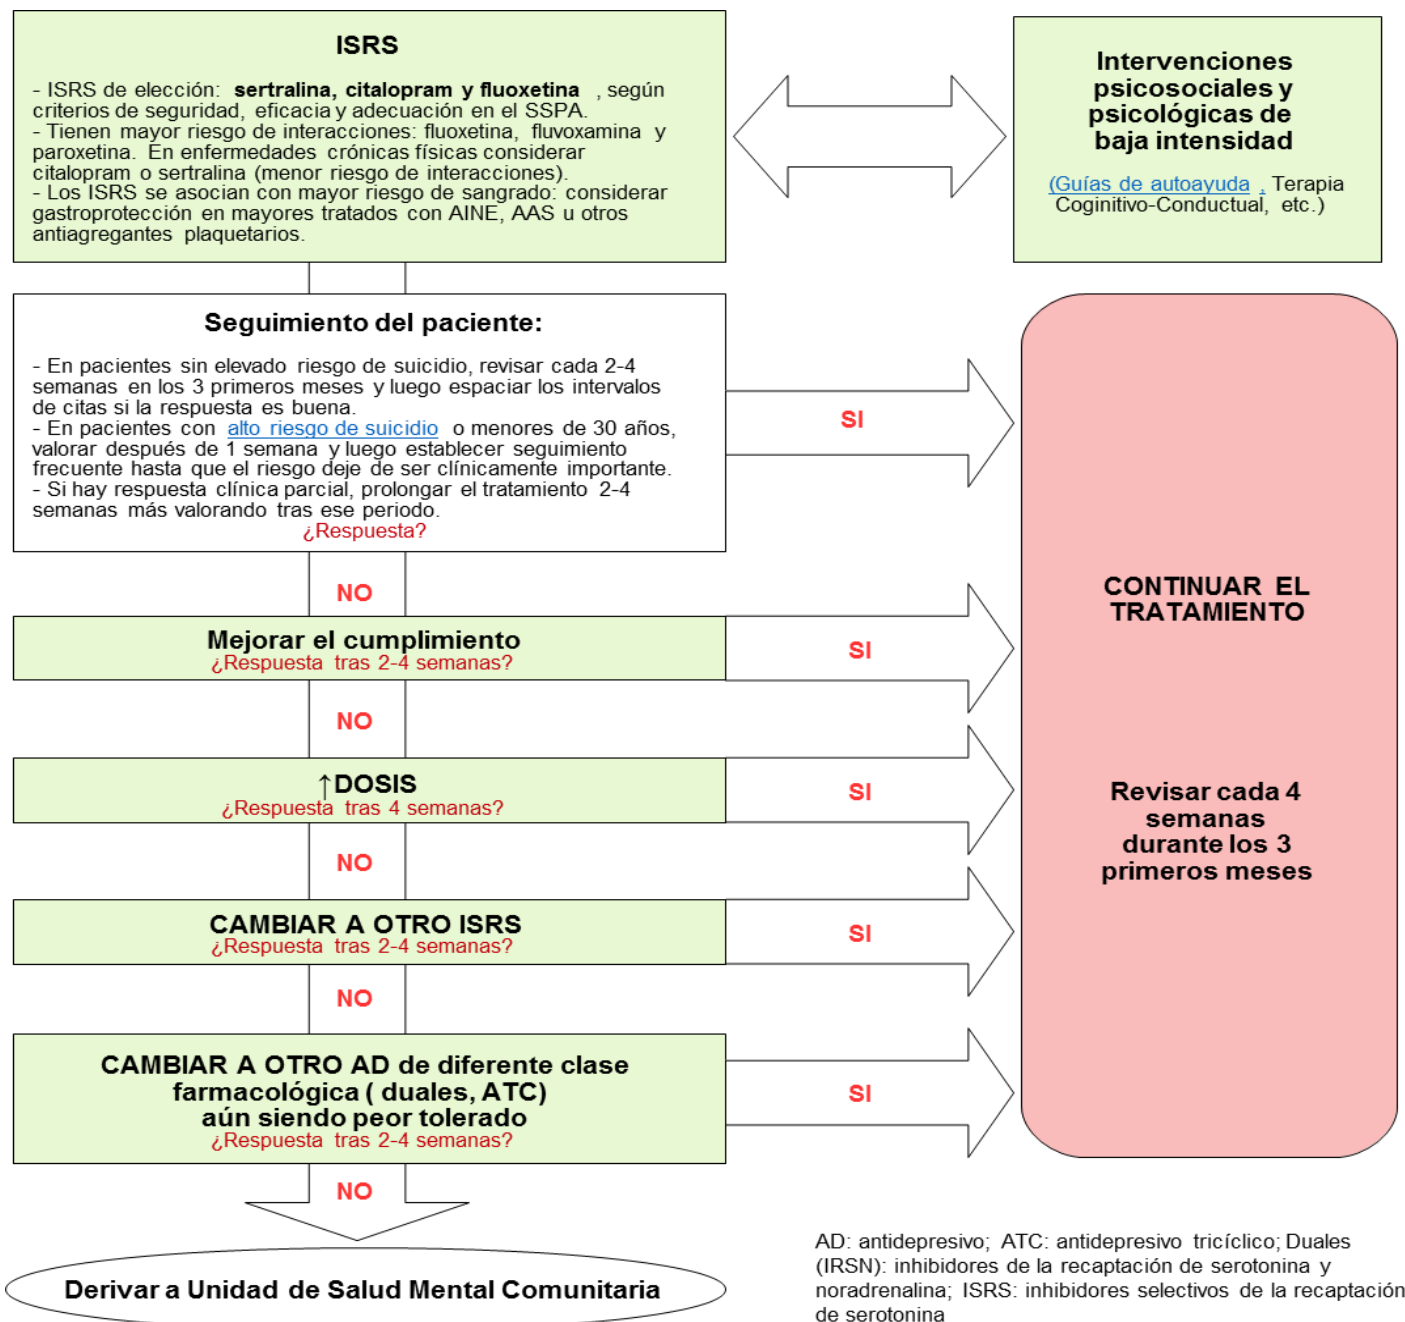 ISRS
- ISRS de elección: sertralina, citalopram y fluoxetina , según
criterios de seguridad, eficacia y adecuación en el SSPA.
- Tienen mayor riesgo de interacciones: fluoxetina, fluvoxamina y
paroxetina. En enfermedades crónicas físicas considerar
citalopram o sertralina (menor riesgo de interacciones).
- Los ISRS se asocian con mayor riesgo de sangrado: considerar
gastroprotección en mayores tratados con AINE, AAS u otros
antiagregantes plaquetarios.
Intervenciones
psicosociales y
psicológicas de
baja intensidad
(Guías de autoayuda , Terapia
Coginitivo-Conductual, etc.)
Seguimiento del paciente:
- En pacientes sin elevado riesgo de suicidio, revisar cada 2-4
semanas en los 3 primeros meses y luego espaciar los intervalos
de citas si la respuesta es buena.
- En pacientes con alto riesgo de suicidio o menores de 30 años,
valorar después de 1 semana y luego establecer seguimiento
frecuente hasta que el riesgo deje de ser clínicamente importante.
- Si hay respuesta clínica parcial, prolongar el tratamiento 2-4
semanas más valorando tras ese periodo.
¿Respuesta?
SI
NO
Mejorar el cumplimiento
¿Respuesta tras 2-4 semanas?
SI
NO
↑DOSIS
¿Respuesta tras 4 semanas?
SI
NO
CAMBIAR A OTRO ISRS
¿Respuesta tras 2-4 semanas?
SI
NO
CAMBIAR A OTRO AD de diferente clase
farmacológica ( duales, ATC)
aún siendo peor tolerado
¿Respuesta tras 2-4 semanas?
SI
NO
Derivar a Unidad de Salud Mental Comunitaria
CONTINUAR EL
TRATAMIENTO
Revisar cada 4
semanas
durante los 3
primeros meses
AD: antidepresivo; ATC: antidepresivo tricíclico; Duales
(IRSN): inhibidores de la recaptación de serotonina y
noradrenalina; ISRS: inhibidores selectivos de la recaptación
de serotonina